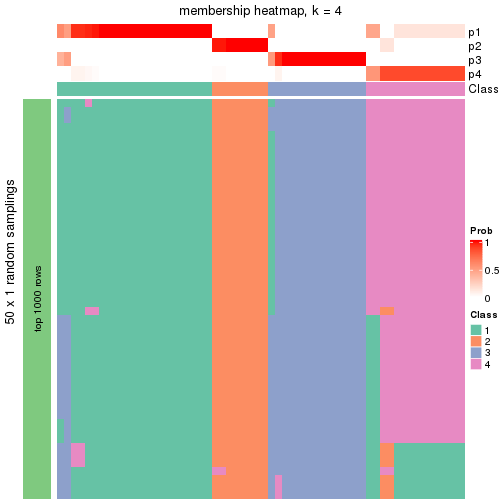 membership heatmap, k = 4
p1
p2
p3
p4
Class
50 x 1 random samplings
top 1000 rows
Prob
1
0.5
0
Class
1
2
3
4